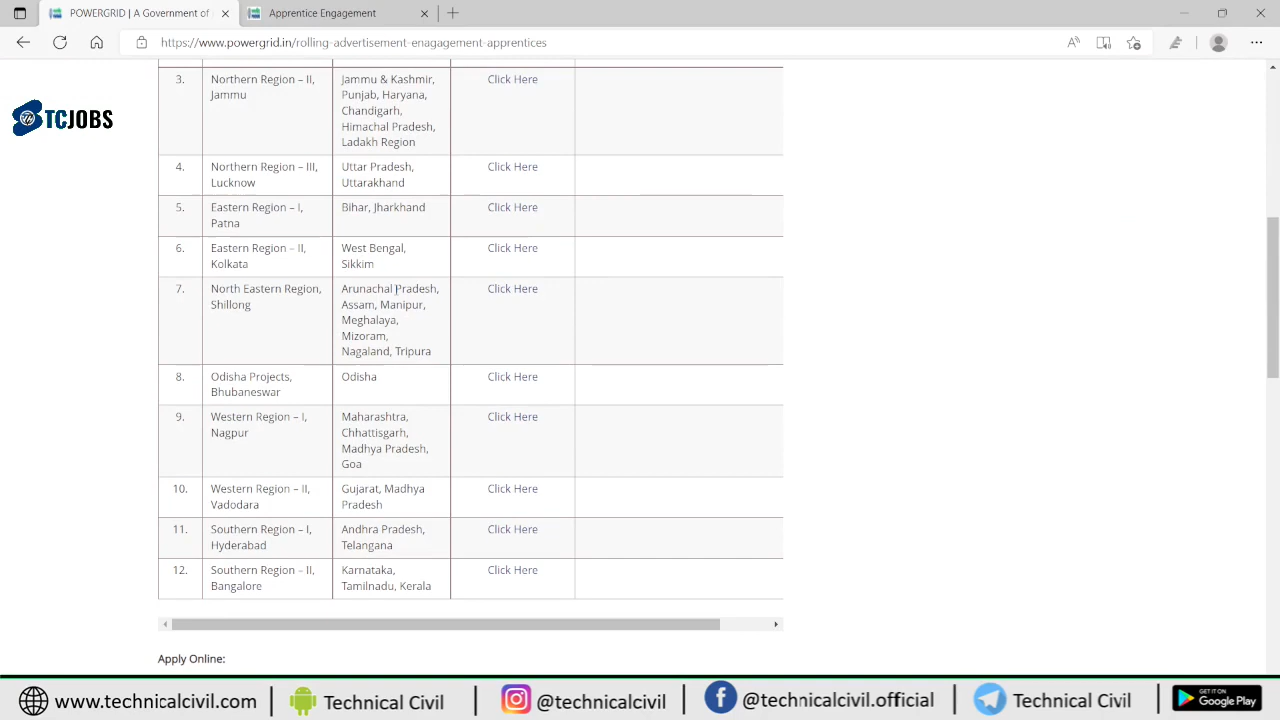 POWERGRID | A Government of
Apprentice Engagement
https://www.powergrid.in/rolling-advertisement-enagagement-apprentices
TCJOBS
3. Northern Region – II, Jammu & Kashmir, Click Here
Jammu Punjab, Haryana,
Chandigarh,
Himachal Pradesh,
Ladakh Region
4. Northern Region – III, Uttar Pradesh, Click Here
Lucknow Uttarakhand
5. Eastern Region – I, Bihar, Jharkhand Click Here
Patna
6. Eastern Region – II, West Bengal, Click Here
Kolkata Sikkim
7. North Eastern Region, Arunachal Pradesh, Click Here
Shillong Assam, Manipur,
Meghalaya,
Mizoram,
Nagaland, Tripura
8. Odisha Projects, Odisha Click Here
Bhubaneswar
9. Western Region – I, Maharashtra, Click Here
Nagpur Chhattisgarh,
Madhya Pradesh,
Goa
10. Western Region – II, Gujarat, Madhya Click Here
Vadodara Pradesh
11. Southern Region – I, Andhra Pradesh, Click Here
Hyderabad Telangana
12. Southern Region – II, Karnataka, Click Here
Bangalore Tamilnadu, Kerala
Apply Online:
www.technicalcivil.com | Technical Civil | @technicalcivil | @technicalcivil.official | Technical Civil | GET IT ON Google Play